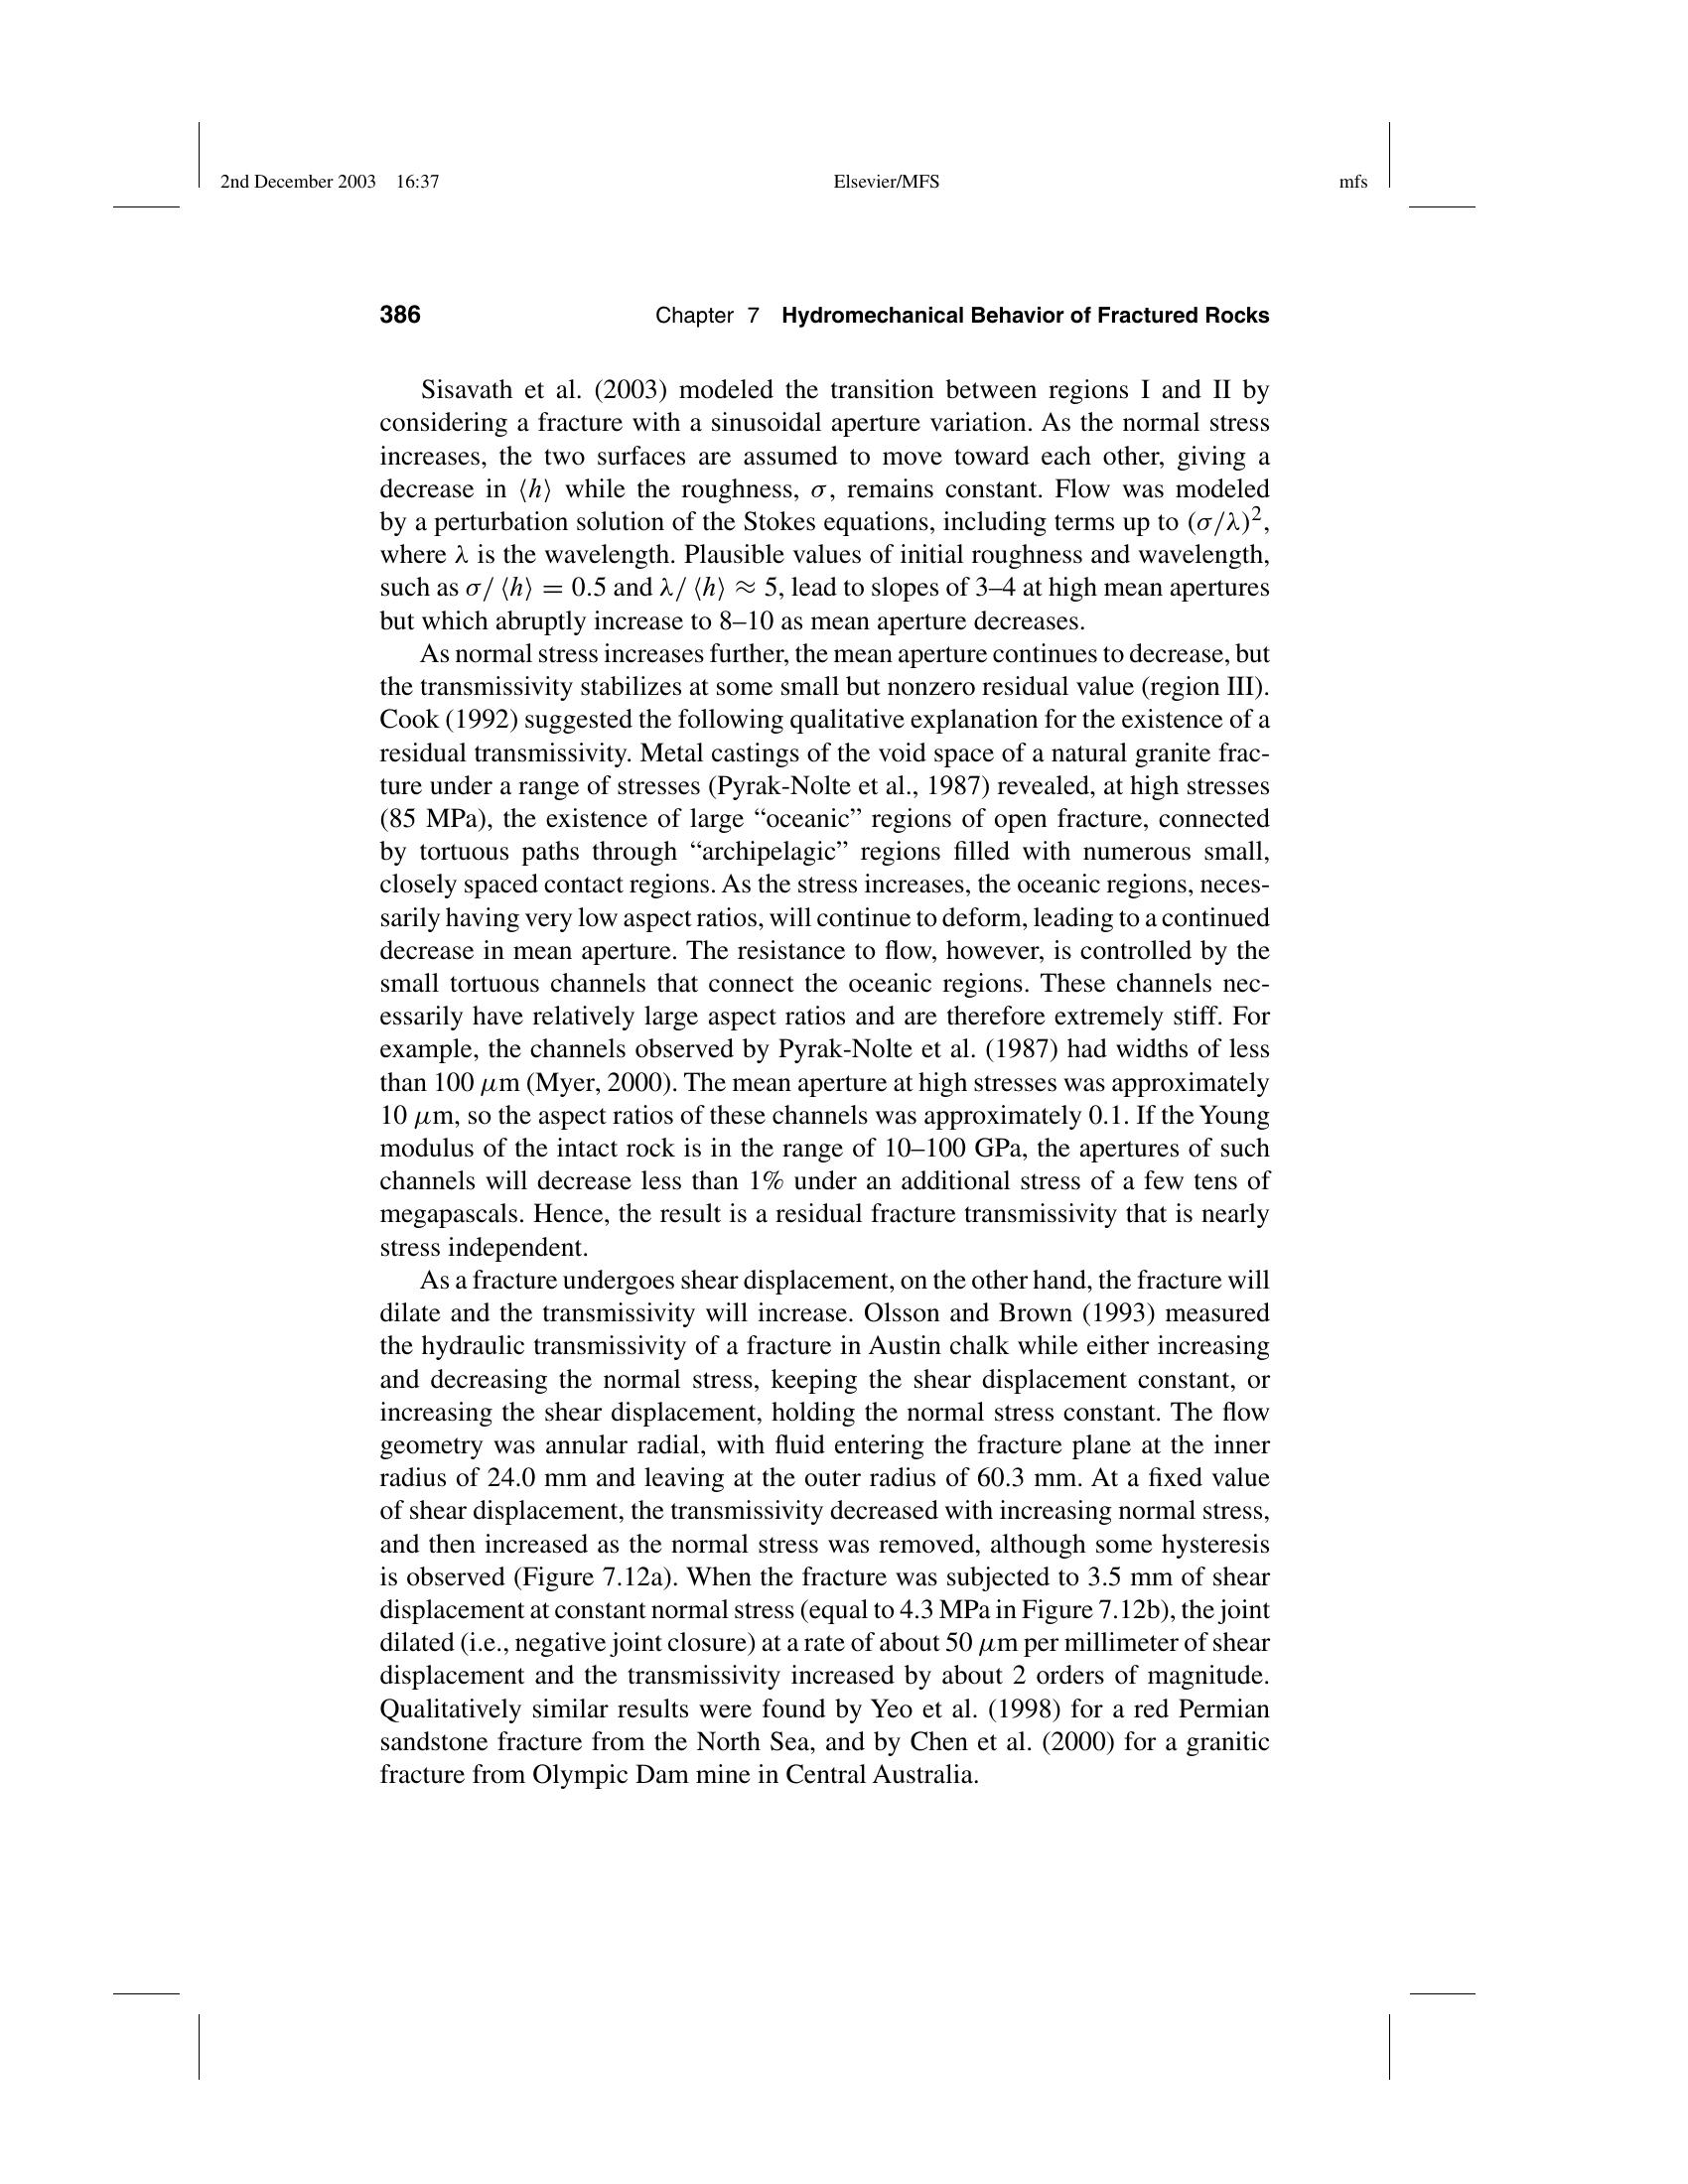 2nd December 2003 16:37 Elsevier/MFS mfs
386 Chapter 7 Hydromechanical Behavior of Fractured Rocks
Sisavath et al. (2003) modeled the transition between regions I and II by
considering a fracture with a sinusoidal aperture variation. As the normal stress
increases, the two surfaces are assumed to move toward each other, giving a
decrease in ⟨h⟩ while the roughness, σ, remains constant. Flow was modeled
by a perturbation solution of the Stokes equations, including terms up to (σ/λ)²,
where λ is the wavelength. Plausible values of initial roughness and wavelength,
such as σ/ ⟨h⟩ = 0.5 and λ/ ⟨h⟩ ≈ 5, lead to slopes of 3–4 at high mean apertures
but which abruptly increase to 8–10 as mean aperture decreases.
As normal stress increases further, the mean aperture continues to decrease, but
the transmissivity stabilizes at some small but nonzero residual value (region III).
Cook (1992) suggested the following qualitative explanation for the existence of a
residual transmissivity. Metal castings of the void space of a natural granite frac-
ture under a range of stresses (Pyrak-Nolte et al., 1987) revealed, at high stresses
(85 MPa), the existence of large “oceanic” regions of open fracture, connected
by tortuous paths through “archipelagic” regions filled with numerous small,
closely spaced contact regions. As the stress increases, the oceanic regions, neces-
sarily having very low aspect ratios, will continue to deform, leading to a continued
decrease in mean aperture. The resistance to flow, however, is controlled by the
small tortuous channels that connect the oceanic regions. These channels nec-
essarily have relatively large aspect ratios and are therefore extremely stiff. For
example, the channels observed by Pyrak-Nolte et al. (1987) had widths of less
than 100 μm (Myer, 2000). The mean aperture at high stresses was approximately
10 μm, so the aspect ratios of these channels was approximately 0.1. If the Young
modulus of the intact rock is in the range of 10–100 GPa, the apertures of such
channels will decrease less than 1% under an additional stress of a few tens of
megapascals. Hence, the result is a residual fracture transmissivity that is nearly
stress independent.
As a fracture undergoes shear displacement, on the other hand, the fracture will
dilate and the transmissivity will increase. Olsson and Brown (1993) measured
the hydraulic transmissivity of a fracture in Austin chalk while either increasing
and decreasing the normal stress, keeping the shear displacement constant, or
increasing the shear displacement, holding the normal stress constant. The flow
geometry was annular radial, with fluid entering the fracture plane at the inner
radius of 24.0 mm and leaving at the outer radius of 60.3 mm. At a fixed value
of shear displacement, the transmissivity decreased with increasing normal stress,
and then increased as the normal stress was removed, although some hysteresis
is observed (Figure 7.12a). When the fracture was subjected to 3.5 mm of shear
displacement at constant normal stress (equal to 4.3 MPa in Figure 7.12b), the joint
dilated (i.e., negative joint closure) at a rate of about 50 μm per millimeter of shear
displacement and the transmissivity increased by about 2 orders of magnitude.
Qualitatively similar results were found by Yeo et al. (1998) for a red Permian
sandstone fracture from the North Sea, and by Chen et al. (2000) for a granitic
fracture from Olympic Dam mine in Central Australia.